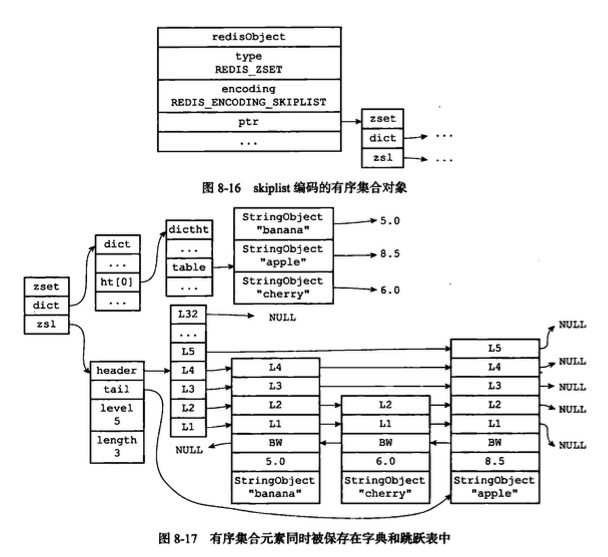 redisObject
type
REDIS_ZSET
encoding
REDIS_ENCODING_SKIPLIST
ptr
...
zset
dict
zsl
...
...
图 8-16 skiplist 编码的有序集合对象
zset
dict
zsl
dict
...
ht[0]
...
dictht
...
table
...
StringObject
"banana"
StringObject
"apple"
StringObject
"cherry"
5.0
8.5
6.0
header
tail
level
5
length
3
L32
...
L5
L4
L3
L2
L1
NULL
NULL
L4
L3
L2
L1
BW
5.0
StringObject
"banana"
L2
L1
BW
6.0
StringObject
"cherry"
L5
L4
L3
L2
L1
BW
8.5
StringObject
"apple"
NULL
NULL
NULL
NULL
NULL
图 8-17 有序集合元素同时被保存在字典和跳跃表中